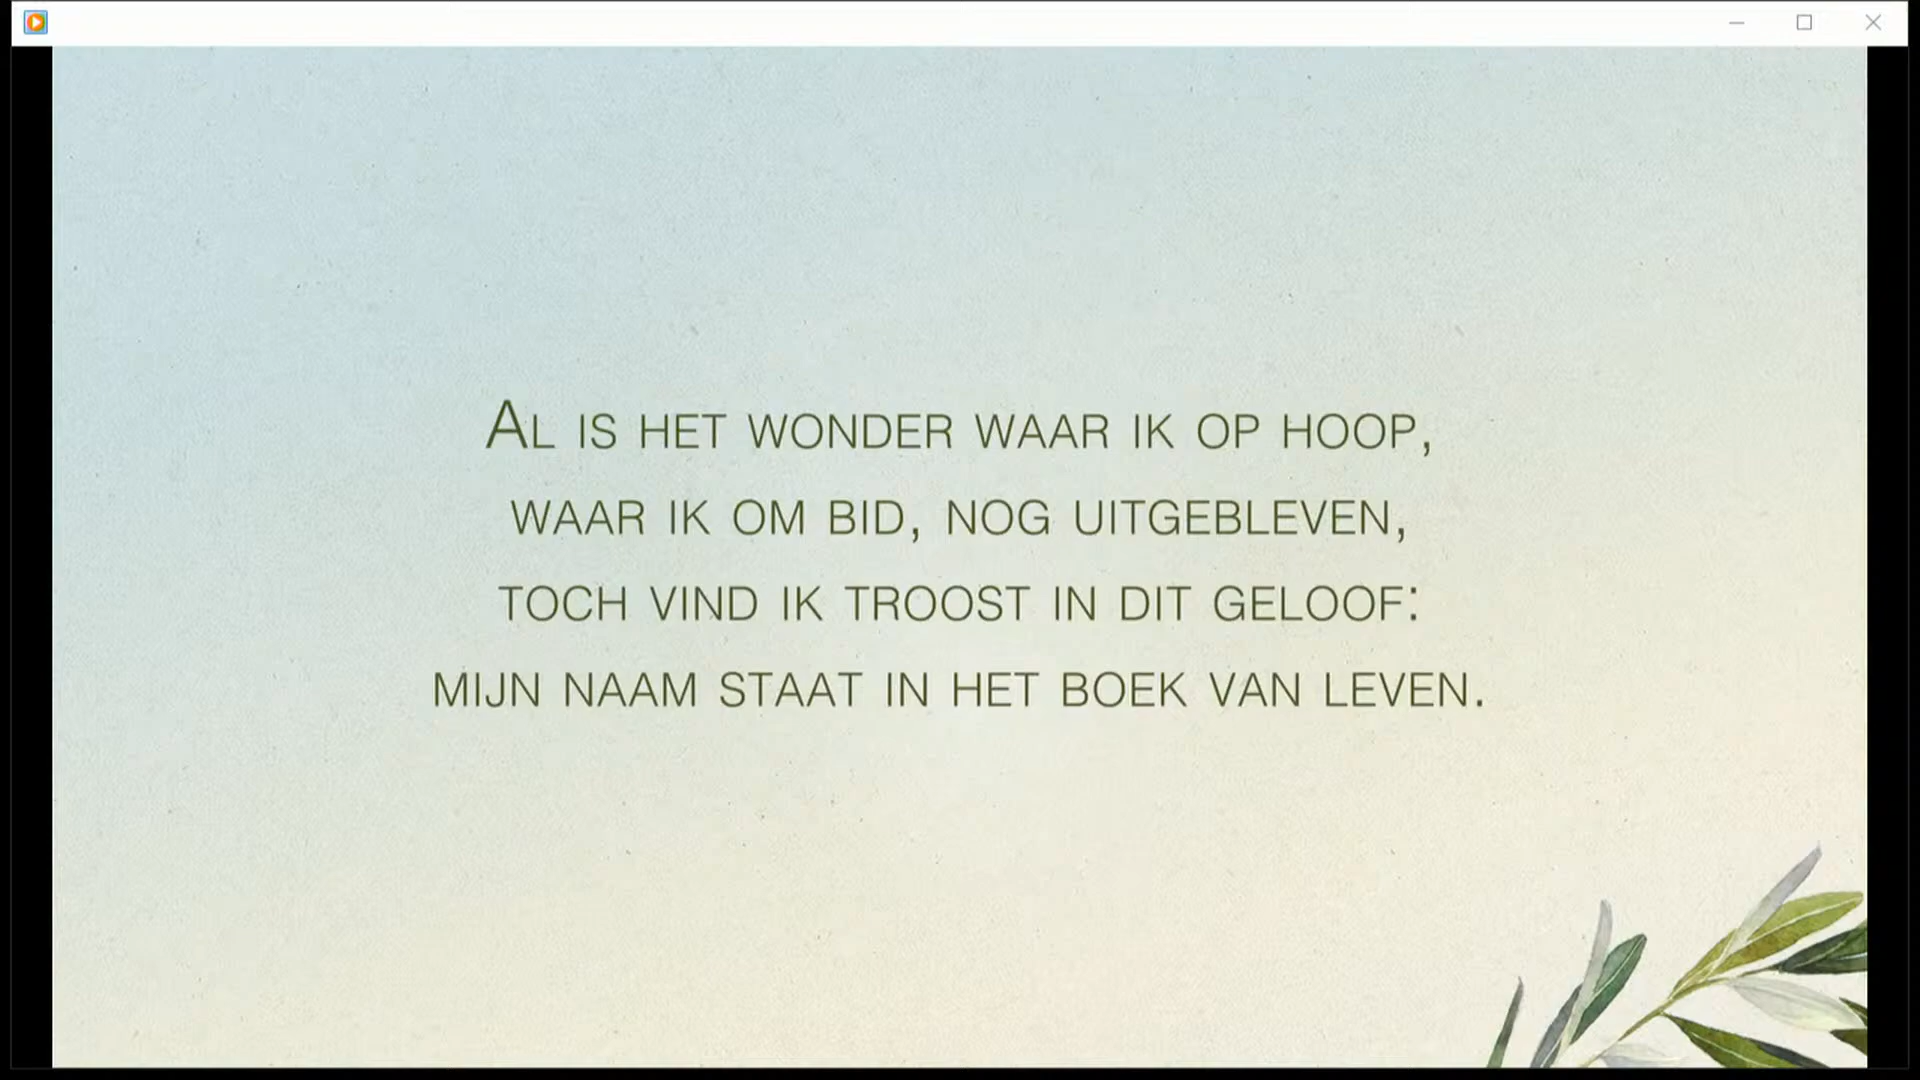 Al is het wonder waar ik op hoop,
waar ik om bid, nog uitgebleven,
toch vind ik troost in dit geloof:
mijn naam staat in het boek van leven.